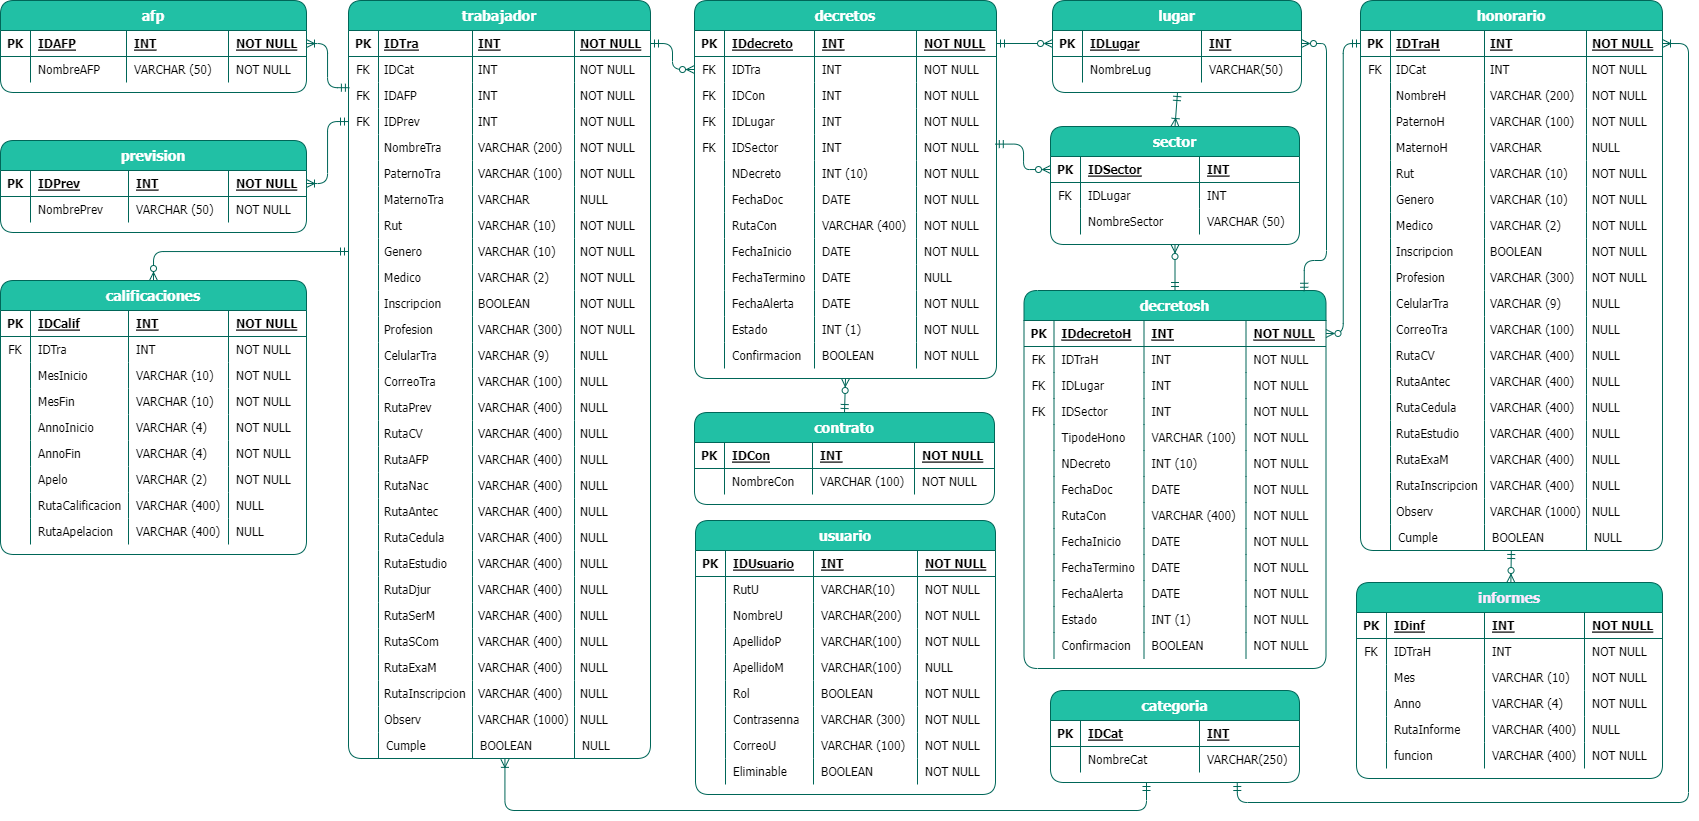 afp
PK IDAFP INT NOT NULL
NombreAFP VARCHAR (50) NOT NULL
prevision
PK IDPrev INT NOT NULL
NombrePrev VARCHAR (50) NOT NULL
calificaciones
PK IDCalif INT NOT NULL
FK IDTra INT NOT NULL
MesInicio VARCHAR (10) NOT NULL
MesFin VARCHAR (10) NOT NULL
AnnoInicio VARCHAR (4) NOT NULL
AnnoFin VARCHAR (4) NOT NULL
Apelo VARCHAR (2) NOT NULL
RutaCalificacion VARCHAR (400) NULL
RutaApelacion VARCHAR (400) NULL
trabajador
PK IDTra INT NOT NULL
FK IDCat INT NOT NULL
FK IDAFP INT NOT NULL
FK IDPrev INT NOT NULL
NombreTra VARCHAR (200) NOT NULL
PaternoTra VARCHAR (100) NOT NULL
MaternoTra VARCHAR NULL
Rut VARCHAR (10) NOT NULL
Genero VARCHAR (10) NOT NULL
Medico VARCHAR (2) NOT NULL
Inscripcion BOOLEAN NOT NULL
Profesion VARCHAR (300) NOT NULL
CelularTra VARCHAR (9) NULL
CorreoTra VARCHAR (100) NULL
RutaPrev VARCHAR (400) NULL
RutaCV VARCHAR (400) NULL
RutaAFP VARCHAR (400) NULL
RutaNac VARCHAR (400) NULL
RutaAntec VARCHAR (400) NULL
RutaCedula VARCHAR (400) NULL
RutaEstudio VARCHAR (400) NULL
RutaDjur VARCHAR (400) NULL
RutaSerM VARCHAR (400) NULL
RutaSCom VARCHAR (400) NULL
RutaExaM VARCHAR (400) NULL
RutaInscripcion VARCHAR (400) NULL
Observ VARCHAR (1000) NULL
Cumple BOOLEAN NULL
decretos
PK IDdecreto INT NOT NULL
FK IDTra INT NOT NULL
FK IDCon INT NOT NULL
FK IDLugar INT NOT NULL
FK IDSector INT NOT NULL
NDecreto INT (10) NOT NULL
FechaDoc DATE NOT NULL
RutaCon VARCHAR (400) NOT NULL
FechaInicio DATE NOT NULL
FechaTermino DATE NULL
FechaAlerta DATE NOT NULL
Estado INT (1) NOT NULL
Confirmacion BOOLEAN NOT NULL
contrato
PK IDCon INT NOT NULL
NombreCon VARCHAR (100) NOT NULL
usuario
PK IDUsuario INT NOT NULL
RutU VARCHAR(10) NOT NULL
NombreU VARCHAR(200) NOT NULL
ApellidoP VARCHAR(100) NOT NULL
ApellidoM VARCHAR(100) NULL
Rol BOOLEAN NOT NULL
Contrasenna VARCHAR (300) NOT NULL
CorreoU VARCHAR (100) NOT NULL
Eliminable BOOLEAN NOT NULL
lugar
PK IDLugar INT
NombreLug VARCHAR(50)
sector
PK IDSector INT
FK IDLugar INT
NombreSector VARCHAR (50)
decretosh
PK IDdecretoH INT NOT NULL
FK IDTraH INT NOT NULL
FK IDLugar INT NOT NULL
FK IDSector INT NOT NULL
TipodeHono VARCHAR (100) NOT NULL
NDecreto INT (10) NOT NULL
FechaDoc DATE NOT NULL
RutaCon VARCHAR (400) NOT NULL
FechaInicio DATE NOT NULL
FechaTermino DATE NOT NULL
FechaAlerta DATE NOT NULL
Estado INT (1) NOT NULL
Confirmacion BOOLEAN NOT NULL
categoria
PK IDCat INT
NombreCat VARCHAR(250)
honorario
PK IDTraH INT NOT NULL
FK IDCat INT NOT NULL
NombreH VARCHAR (200) NOT NULL
PaternoH VARCHAR (100) NOT NULL
MaternoH VARCHAR NULL
Rut VARCHAR (10) NOT NULL
Genero VARCHAR (10) NOT NULL
Medico VARCHAR (2) NOT NULL
Inscripcion BOOLEAN NOT NULL
Profesion VARCHAR (300) NOT NULL
CelularTra VARCHAR (9) NULL
CorreoTra VARCHAR (100) NULL
RutaCV VARCHAR (400) NULL
RutaAntec VARCHAR (400) NULL
RutaCedula VARCHAR (400) NULL
RutaEstudio VARCHAR (400) NULL
RutaExaM VARCHAR (400) NULL
RutaInscripcion VARCHAR (400) NULL
Observ VARCHAR (1000) NULL
Cumple BOOLEAN NULL
informes
PK IDinf INT NOT NULL
FK IDTraH INT NOT NULL
Mes VARCHAR (10) NOT NULL
Anno VARCHAR (4) NOT NULL
RutaInforme VARCHAR (400) NULL
funcion VARCHAR (400) NOT NULL